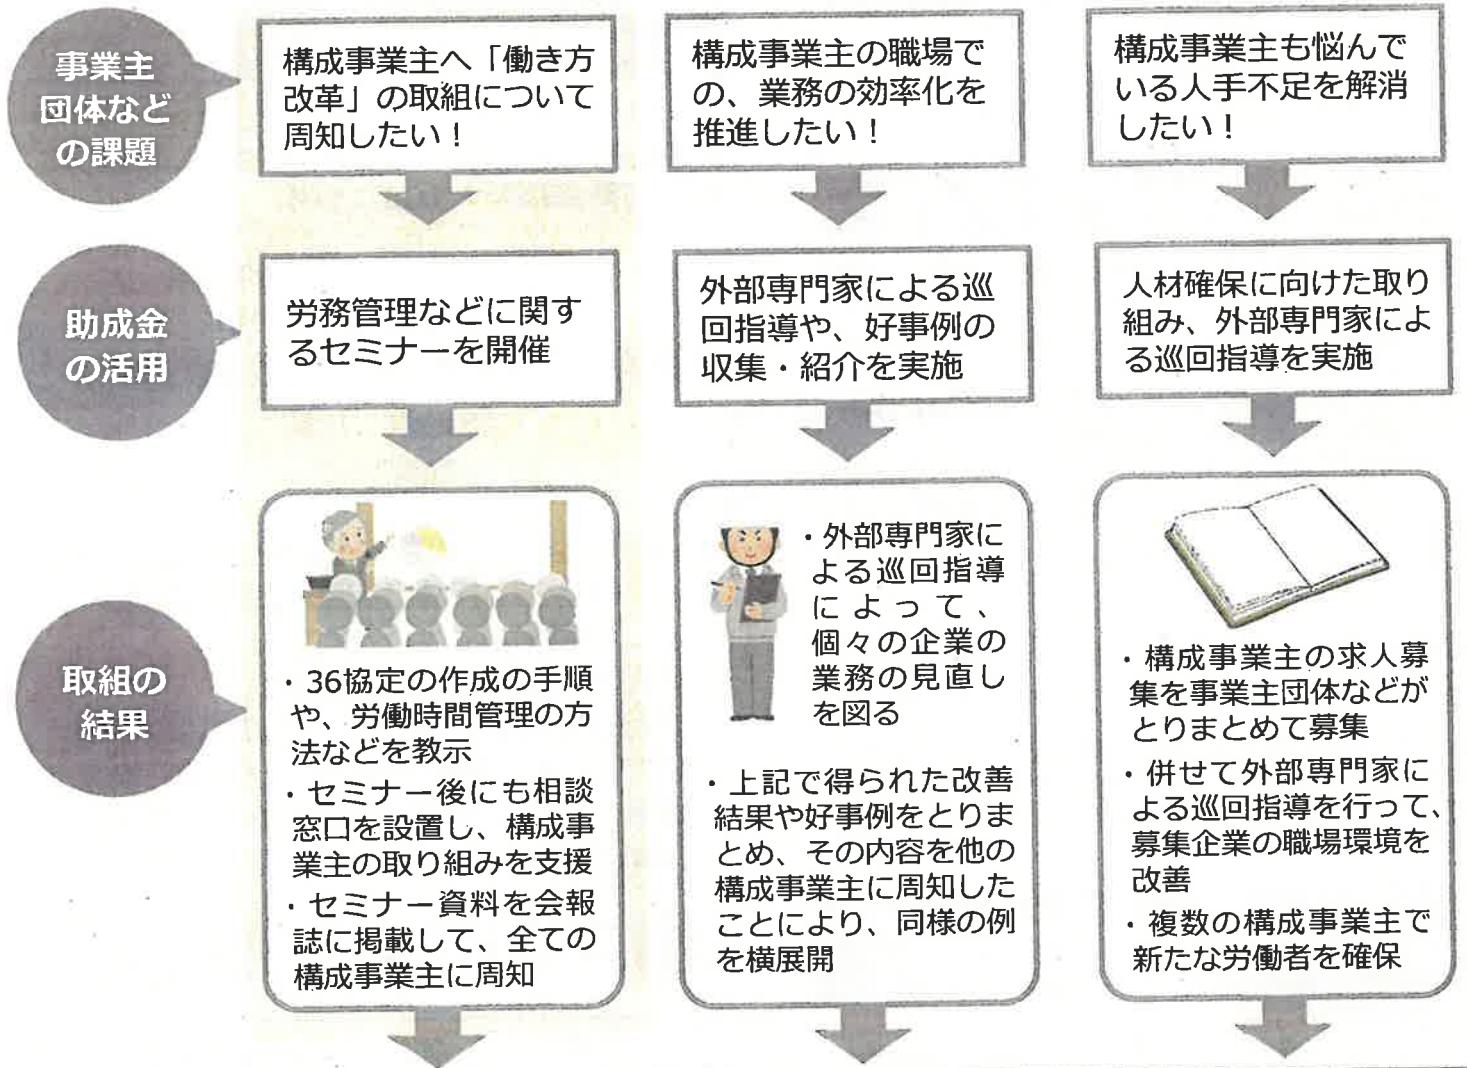 事業主
団体など
の課題
構成事業主へ「働き方
改革」の取組について
周知したい！
構成事業主の職場で
の、業務の効率化を
推進したい！
構成事業主も悩んで
いる人手不足を解消
したい！
助成金
の活用
労務管理などに関す
るセミナーを開催
外部専門家による巡
回指導や、好事例の
収集・紹介を実施
人材確保に向けた取り
組み、外部専門家によ
る巡回指導を実施
取組の
結果
・36協定の作成の手順
や、労働時間管理の方
法などを教示
・セミナー後にも相談
窓口を設置し、構成事
業主の取り組みを支援
・セミナー資料を会報
誌に掲載して、全ての
構成事業主に周知
・外部専門家に
よる巡回指導
によって、
個々の企業の
業務の見直し
を図る
・上記で得られた改善
結果や好事例をとりま
とめ、その内容を他の
構成事業主に周知した
ことにより、同様の例
を横展開
・構成事業主の求人募
集を事業主団体などが
とりまとめて募集
・併せて外部専門家に
よる巡回指導を行って、
募集企業の職場環境を
改善
・複数の構成事業主で
新たな労働者を確保